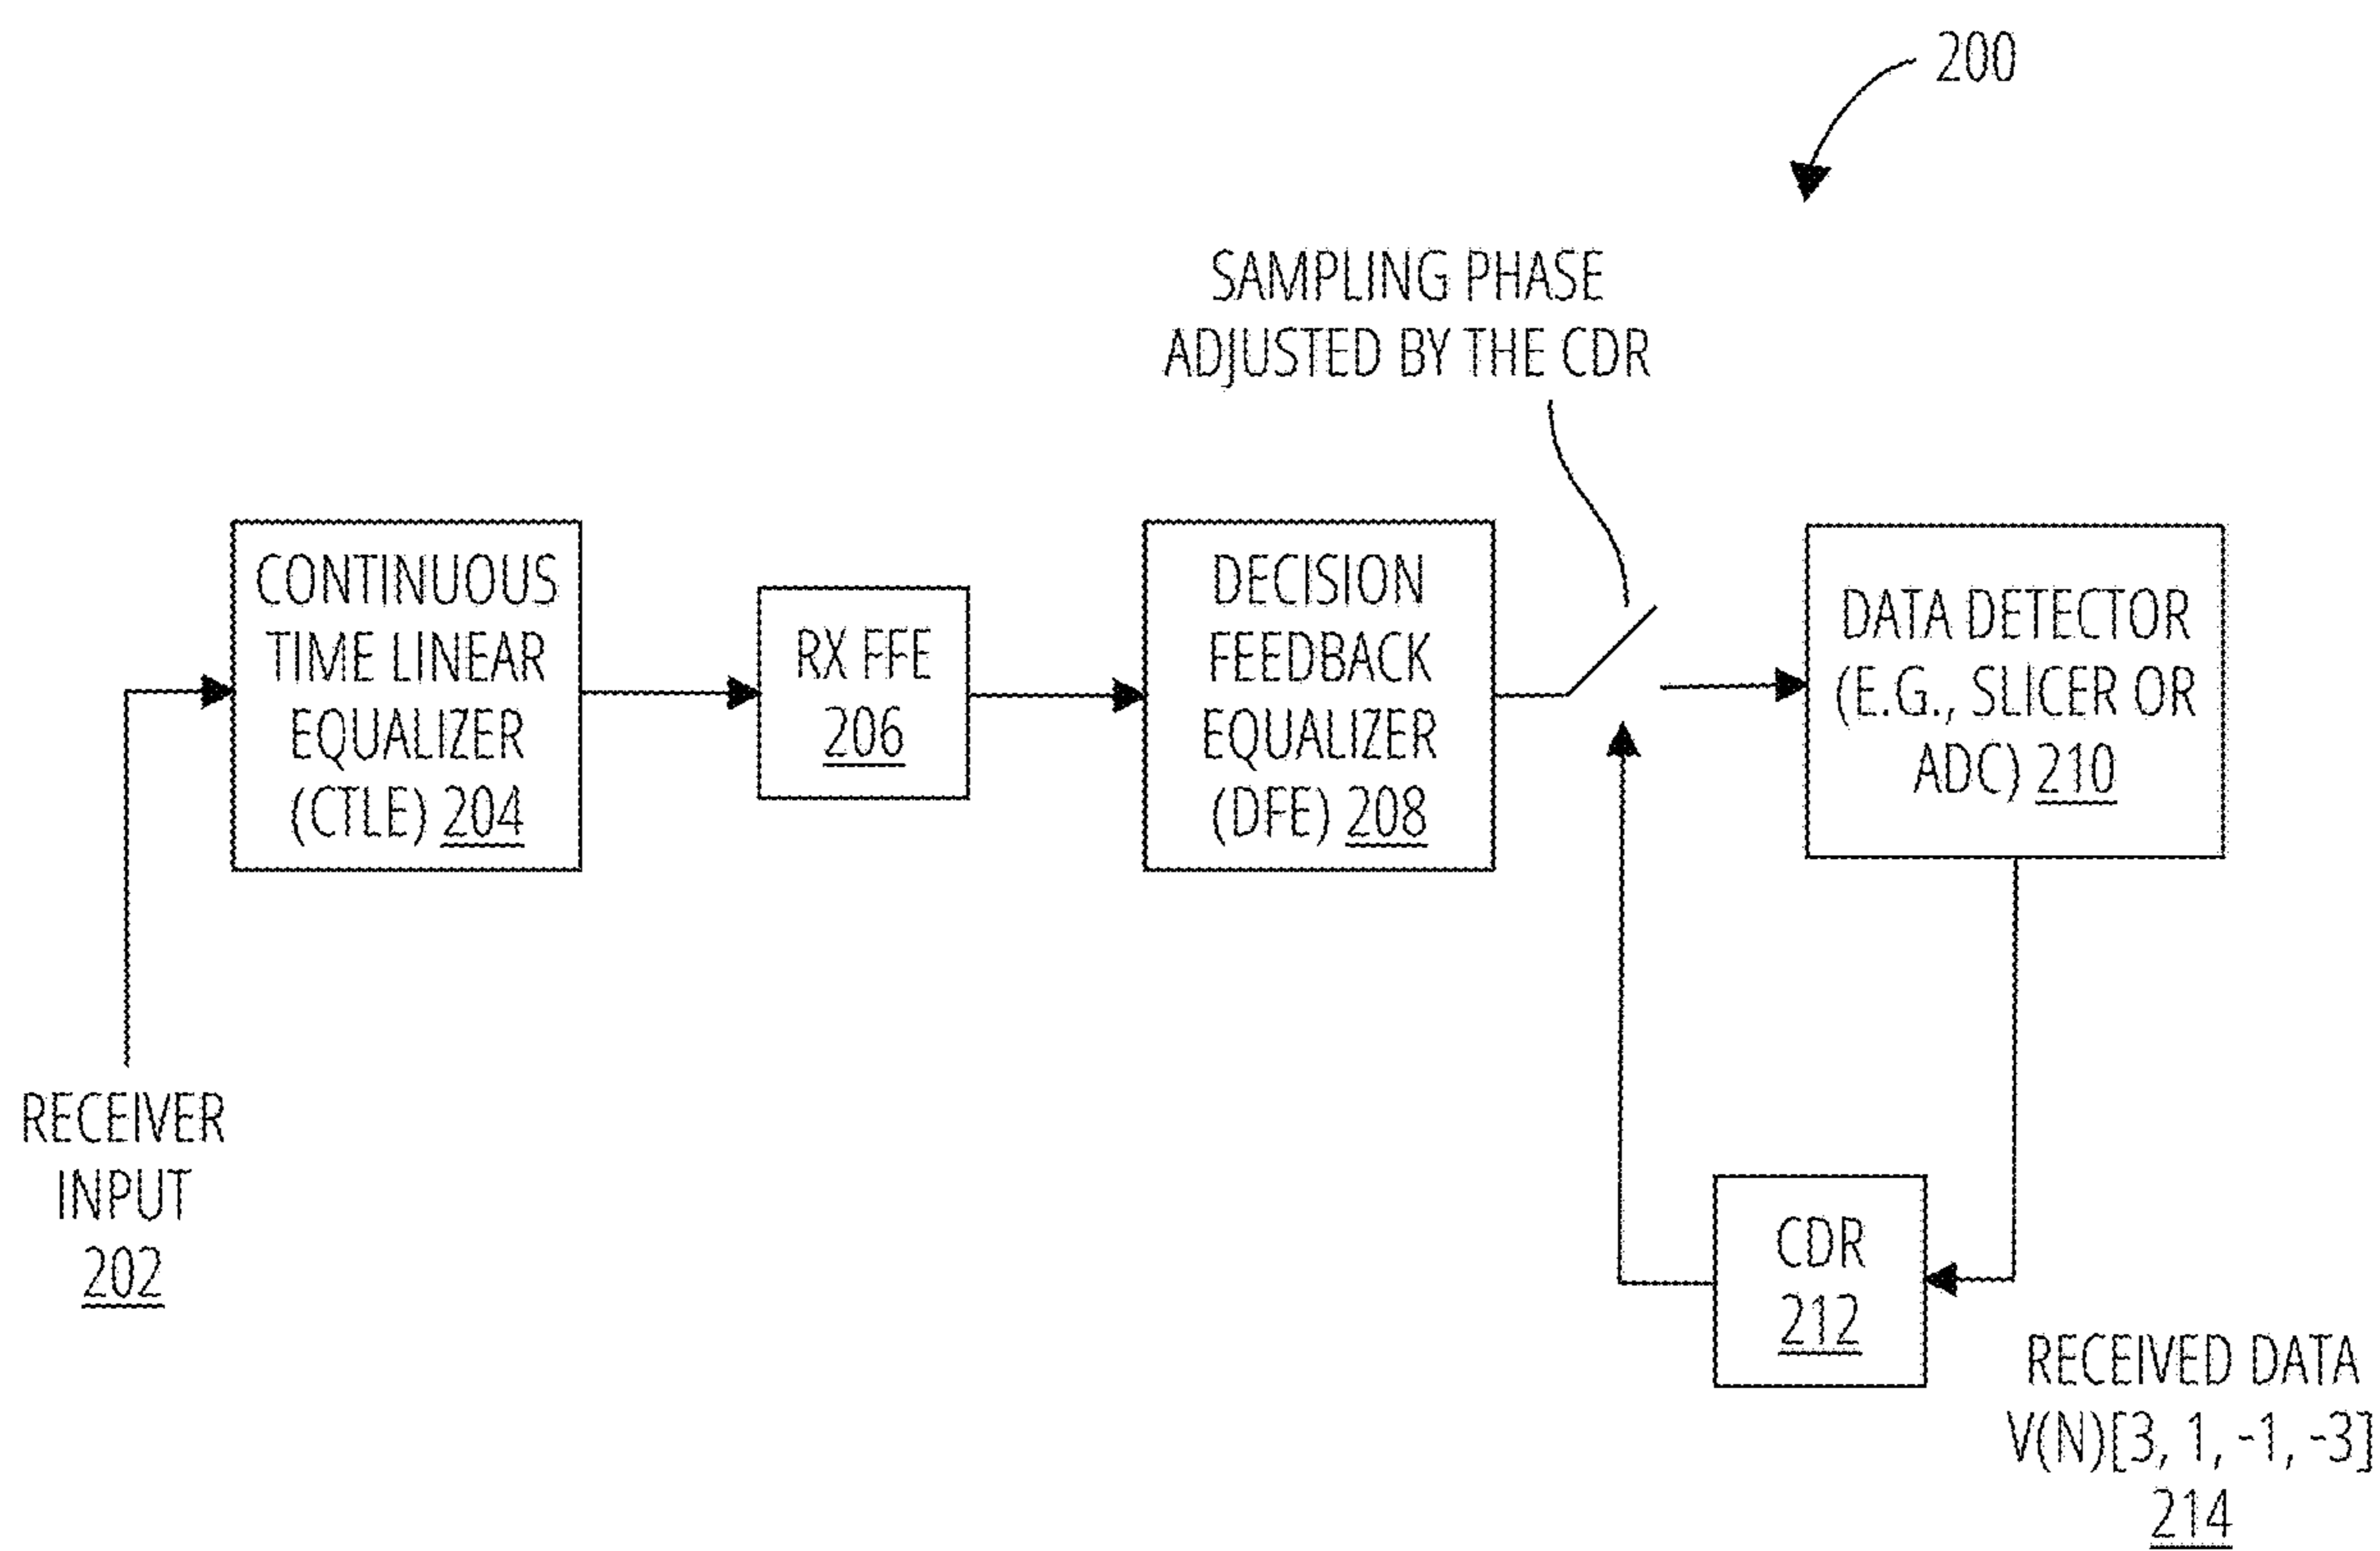 200
SAMPLING PHASE
ADJUSTED BY THE CDR
CONTINUOUS
TIME LINEAR
EQUALIZER
(CTLE) 204
RX FFE
206
DECISION
FEEDBACK
EQUALIZER
(DFE) 208
DATA DETECTOR
(E.G., SLICER OR
ADC) 210
RECEIVER
INPUT
202
CDR
212
RECEIVED DATA
V(N)[3, 1, -1, -3]
214